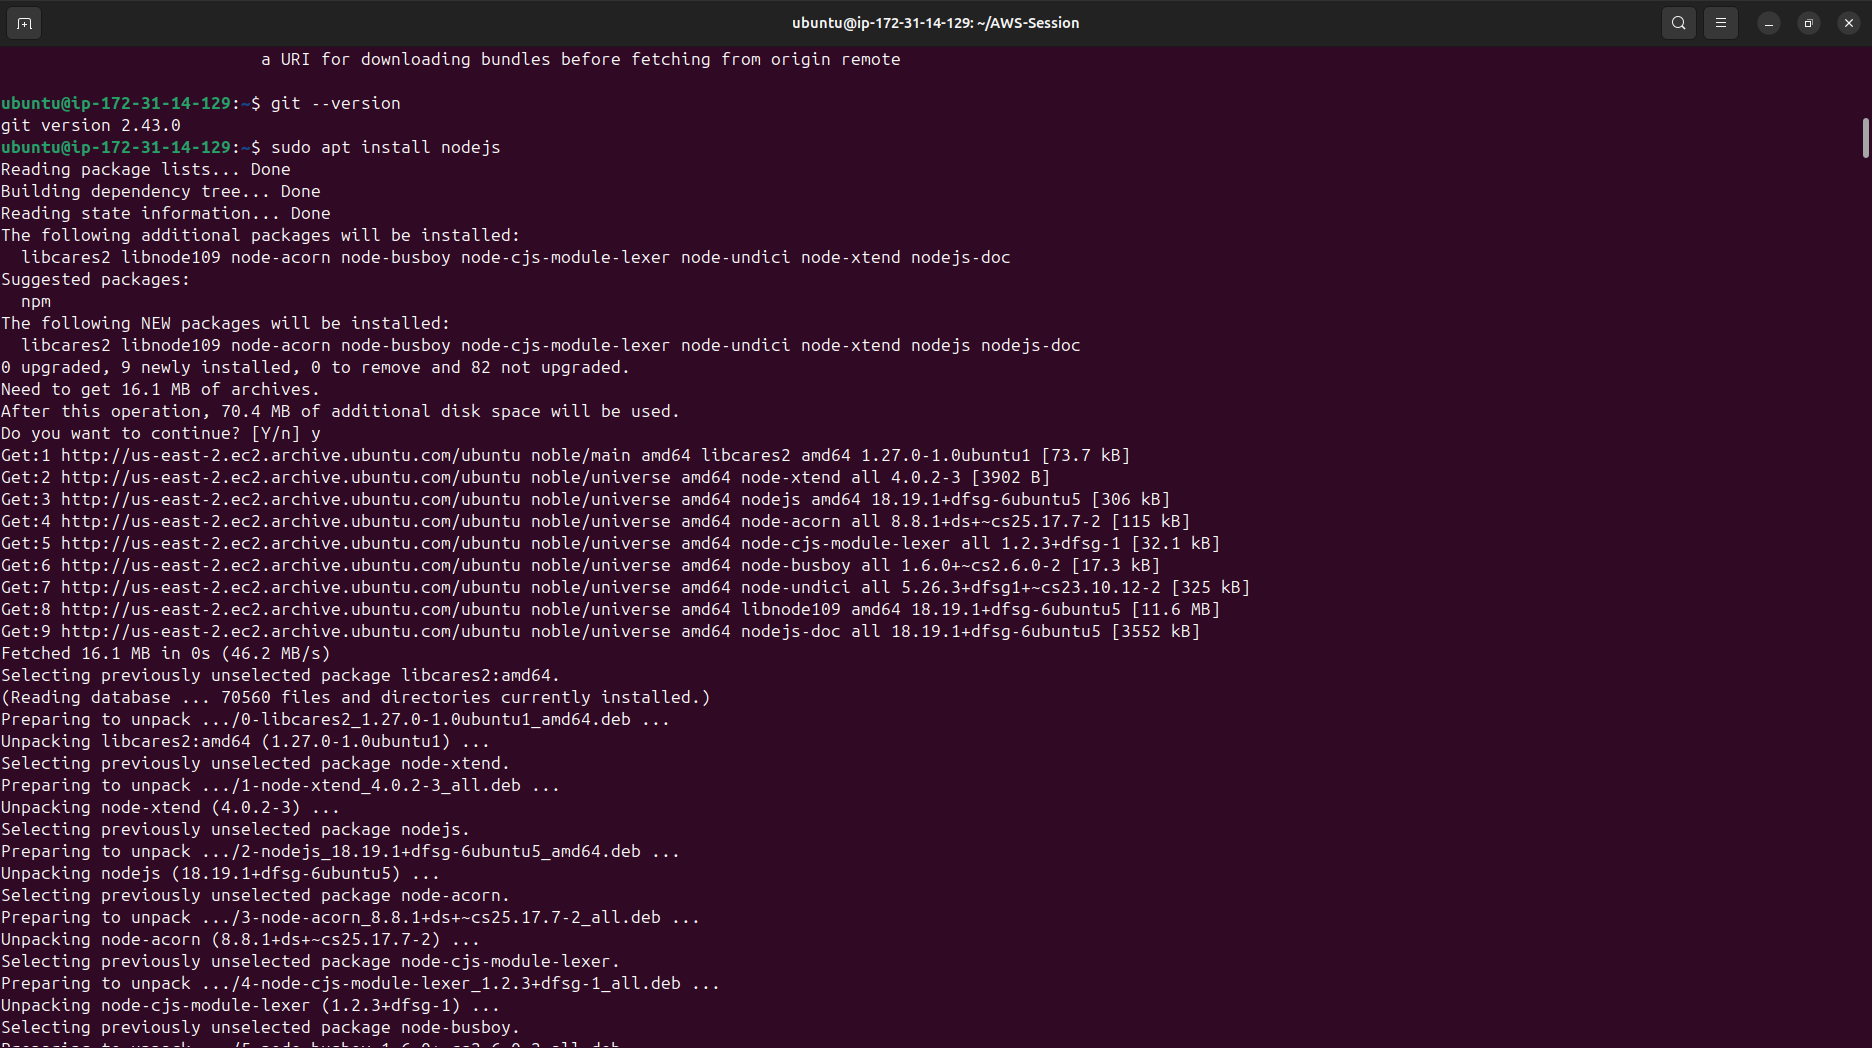 ubuntu@ip-172-31-14-129: ~/AWS-Session
a URI for downloading bundles before fetching from origin remote
ubuntu@ip-172-31-14-129:~$ git --version
git version 2.43.0
ubuntu@ip-172-31-14-129:~$ sudo apt install nodejs
Reading package lists... Done
Building dependency tree... Done
Reading state information... Done
The following additional packages will be installed:
  libcares2 libnode109 node-acorn node-busboy node-cjs-module-lexer node-undici node-xtend nodejs-doc
Suggested packages:
  npm
The following NEW packages will be installed:
  libcares2 libnode109 node-acorn node-busboy node-cjs-module-lexer node-undici node-xtend nodejs nodejs-doc
0 upgraded, 9 newly installed, 0 to remove and 82 not upgraded.
Need to get 16.1 MB of archives.
After this operation, 70.4 MB of additional disk space will be used.
Do you want to continue? [Y/n] y
Get:1 http://us-east-2.ec2.archive.ubuntu.com/ubuntu noble/main amd64 libcares2 amd64 1.27.0-1.0ubuntu1 [73.7 kB]
Get:2 http://us-east-2.ec2.archive.ubuntu.com/ubuntu noble/universe amd64 node-xtend all 4.0.2-3 [3902 B]
Get:3 http://us-east-2.ec2.archive.ubuntu.com/ubuntu noble/universe amd64 nodejs amd64 18.19.1+dfsg-6ubuntu5 [306 kB]
Get:4 http://us-east-2.ec2.archive.ubuntu.com/ubuntu noble/universe amd64 node-acorn all 8.8.1+ds+~cs25.17.7-2 [115 kB]
Get:5 http://us-east-2.ec2.archive.ubuntu.com/ubuntu noble/universe amd64 node-cjs-module-lexer all 1.2.3+dfsg-1 [32.1 kB]
Get:6 http://us-east-2.ec2.archive.ubuntu.com/ubuntu noble/universe amd64 node-busboy all 1.6.0+~cs2.6.0-2 [17.3 kB]
Get:7 http://us-east-2.ec2.archive.ubuntu.com/ubuntu noble/universe amd64 node-undici all 5.26.3+dfsg1+~cs23.10.12-2 [325 kB]
Get:8 http://us-east-2.ec2.archive.ubuntu.com/ubuntu noble/universe amd64 libnode109 amd64 18.19.1+dfsg-6ubuntu5 [11.6 MB]
Get:9 http://us-east-2.ec2.archive.ubuntu.com/ubuntu noble/universe amd64 nodejs-doc all 18.19.1+dfsg-6ubuntu5 [3552 kB]
Fetched 16.1 MB in 0s (46.2 MB/s)
Selecting previously unselected package libcares2:amd64.
(Reading database ... 70560 files and directories currently installed.)
Preparing to unpack .../0-libcares2_1.27.0-1.0ubuntu1_amd64.deb ...
Unpacking libcares2:amd64 (1.27.0-1.0ubuntu1) ...
Selecting previously unselected package node-xtend.
Preparing to unpack .../1-node-xtend_4.0.2-3_all.deb ...
Unpacking node-xtend (4.0.2-3) ...
Selecting previously unselected package nodejs.
Preparing to unpack .../2-nodejs_18.19.1+dfsg-6ubuntu5_amd64.deb ...
Unpacking nodejs (18.19.1+dfsg-6ubuntu5) ...
Selecting previously unselected package node-acorn.
Preparing to unpack .../3-node-acorn_8.8.1+ds+~cs25.17.7-2_all.deb ...
Unpacking node-acorn (8.8.1+ds+~cs25.17.7-2) ...
Selecting previously unselected package node-cjs-module-lexer.
Preparing to unpack .../4-node-cjs-module-lexer_1.2.3+dfsg-1_all.deb ...
Unpacking node-cjs-module-lexer (1.2.3+dfsg-1) ...
Selecting previously unselected package node-busboy.